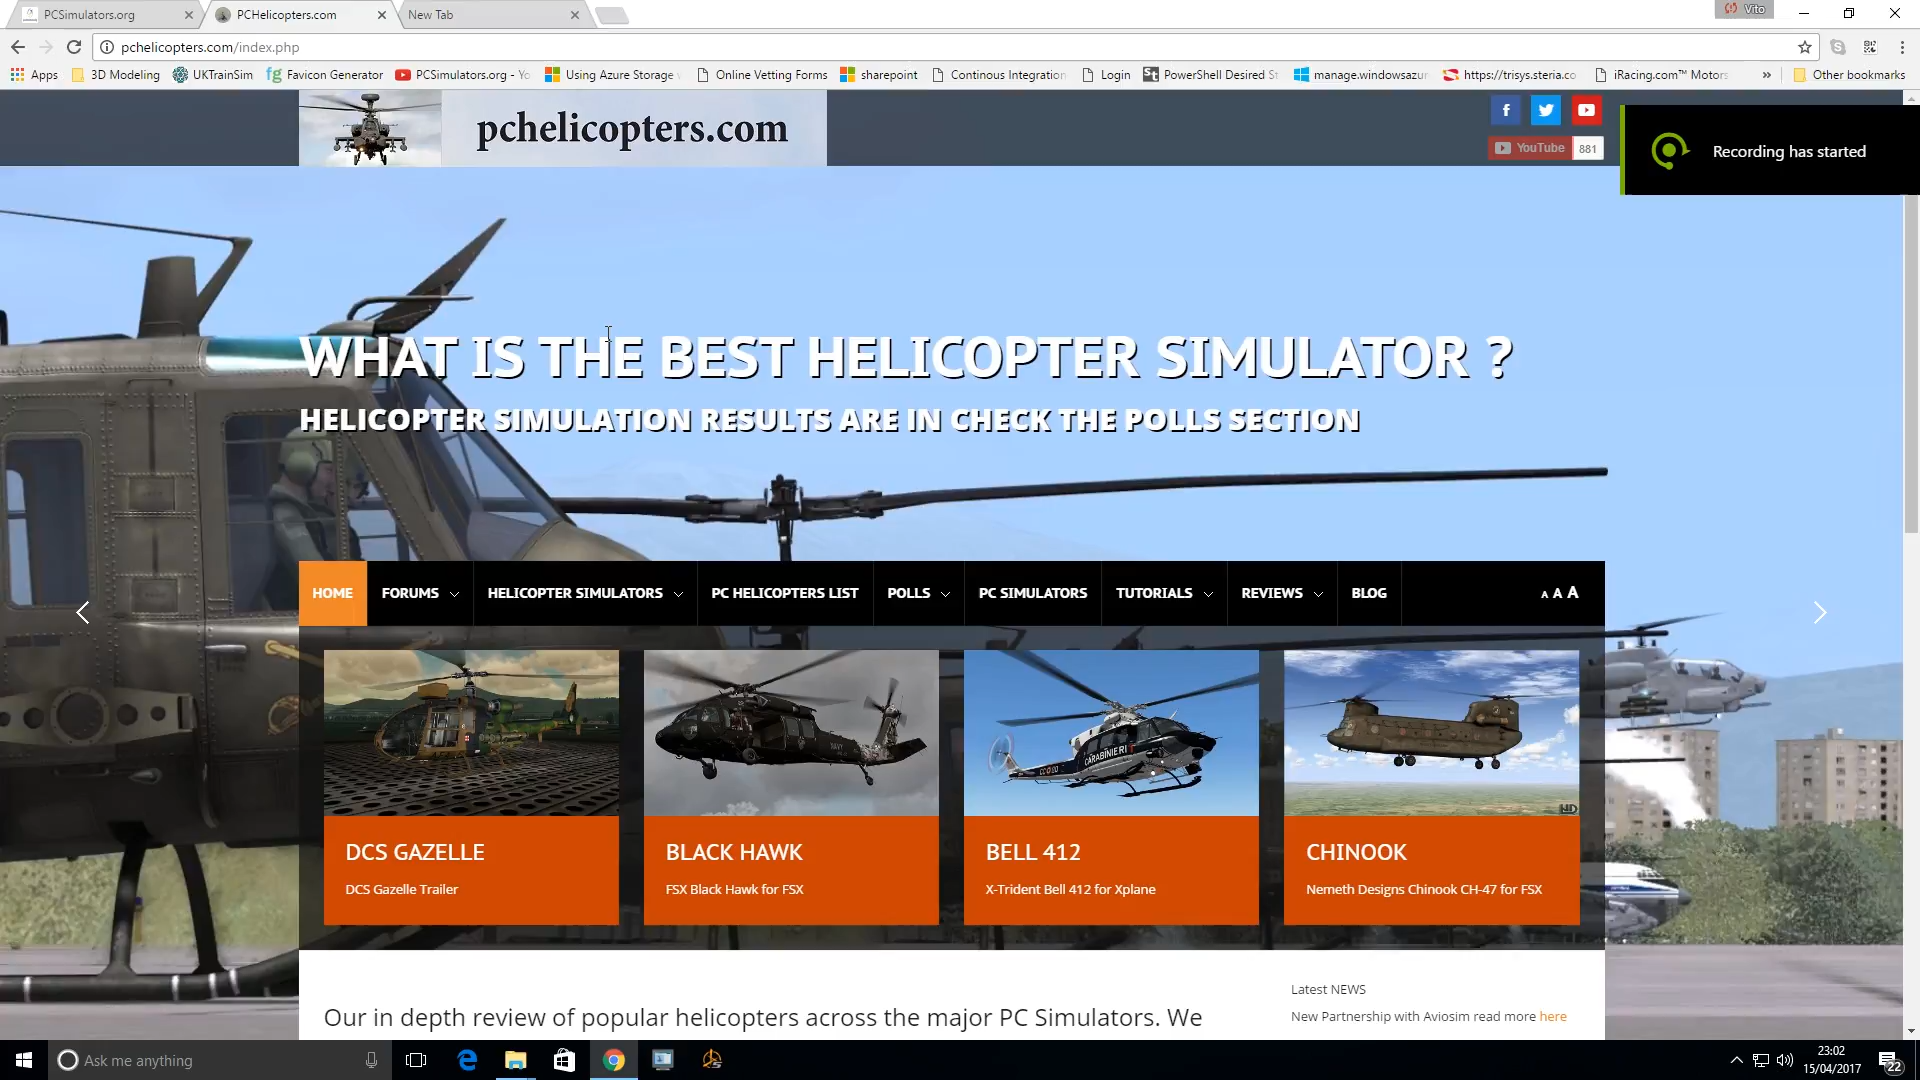 PCSimulators.org
PCHelicopters.com
New Tab
Vito
pchelicopters.com/index.php
Apps
3D Modeling
UKTrainSim
fg Favicon Generator
PCSimulators.org - Yo
Using Azure Storage
Online Vetting Forms
sharepoint
Continous Integration
Login
St PowerShell Desired St
manage.windowsazur
https://trisys.steria.co
iRacing.com™ Motors
»
Other bookmarks
pchelicopters.com
YouTube 881
Recording has started
WHAT IS THE BEST HELICOPTER SIMULATOR ?
HELICOPTER SIMULATION RESULTS ARE IN CHECK THE POLLS SECTION
HOME
FORUMS
HELICOPTER SIMULATORS
PC HELICOPTERS LIST
POLLS
PC SIMULATORS
TUTORIALS
REVIEWS
BLOG
A A A
CARABINIERI
HD
DCS GAZELLE
DCS Gazelle Trailer
BLACK HAWK
FSX Black Hawk for FSX
BELL 412
X-Trident Bell 412 for Xplane
CHINOOK
Nemeth Designs Chinook CH-47 for FSX
Our in depth review of popular helicopters across the major PC Simulators. We
Latest NEWS
New Partnership with Aviosim read more here
Ask me anything
23:02
15/04/2017
22